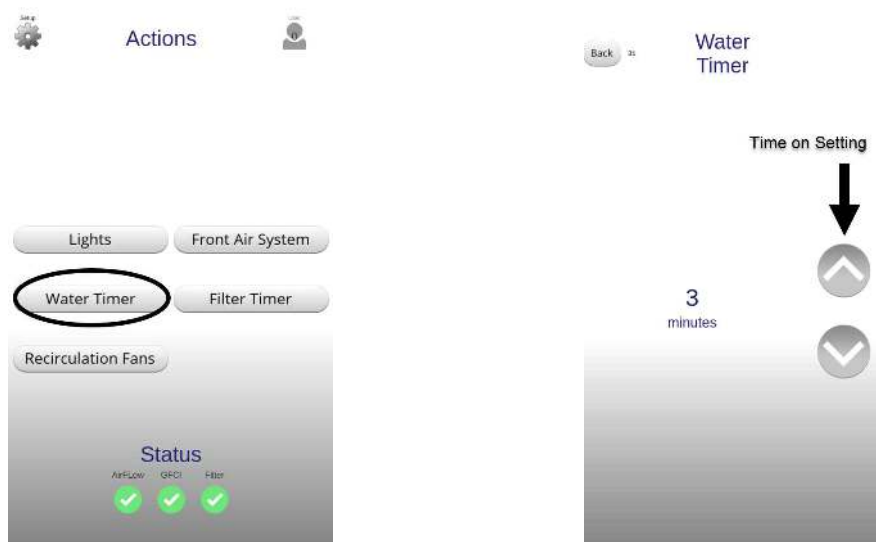 Setup
Actions
User
Lights
Front Air System
Water Timer
Filter Timer
Recirculation Fans
Status
AirFLow
GFCI
Filter
Back
Water
Timer
Time on Setting
3
minutes